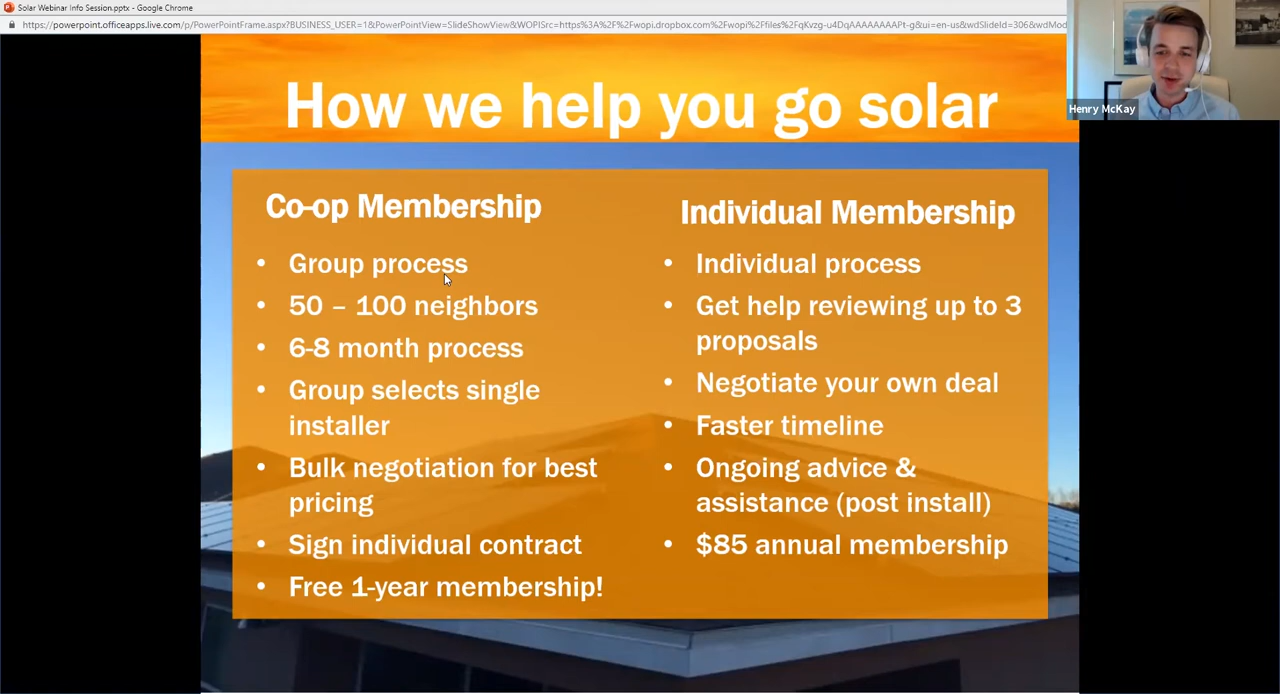 Solar Webinar Info Session.pptx - Google Chrome
https://powerpoint.officeapps.live.com/p/PowerPointFrame.aspx?BUSINESS_USER=1&PowerPointView=SlideShowView&WOPISrc=https%3A%2F%2Fwopi.dropbox.com%2Fwopi%2Ffiles%2FqKvzg-u4DqAAAAAAAAPt-g&ui=en-us&wdSlideId=306&wdMod
Henry McKay
How we help you go solar
Co-op Membership
• Group process
• 50 – 100 neighbors
• 6-8 month process
• Group selects single
installer
• Bulk negotiation for best
pricing
• Sign individual contract
• Free 1-year membership!
Individual Membership
• Individual process
• Get help reviewing up to 3
proposals
• Negotiate your own deal
• Faster timeline
• Ongoing advice &
assistance (post install)
• $85 annual membership